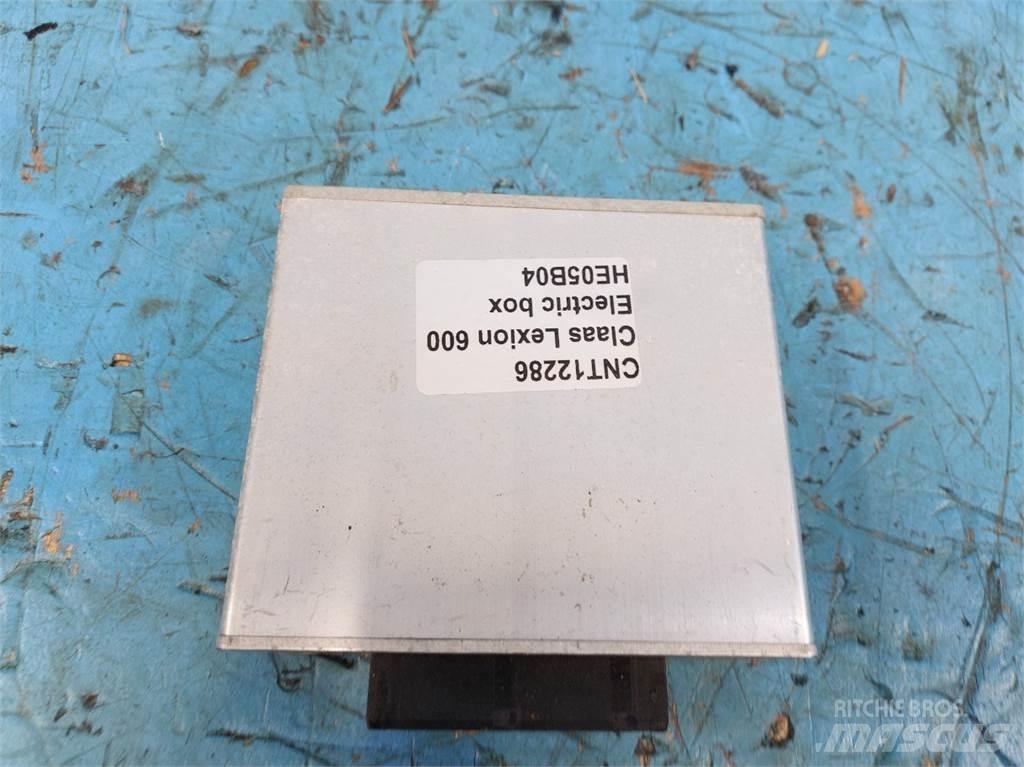 CNT12286
Claas Lexion 600
Electric box
HE05B04
RITCHIE BROS.
MASCUS